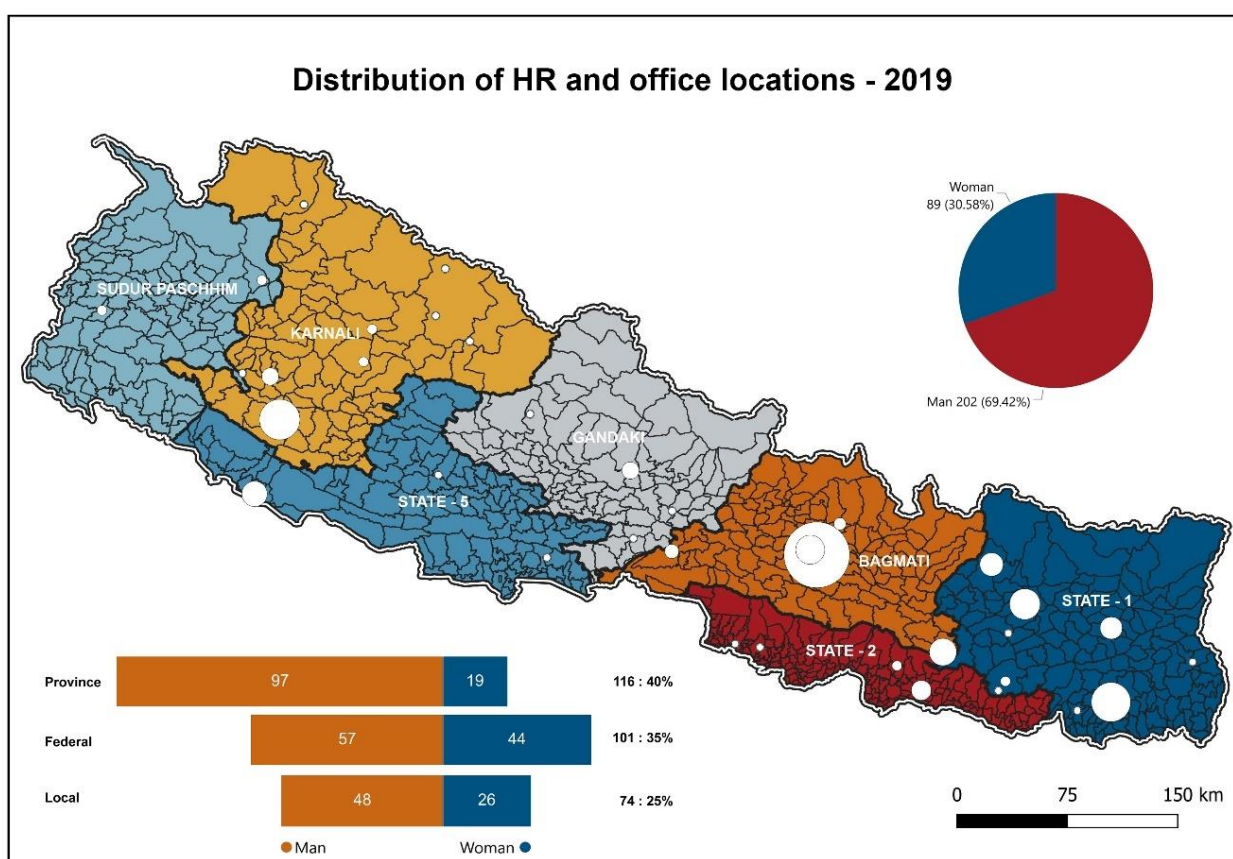 Distribution of HR and office locations - 2019
Woman
89 (30.58%)
Man 202 (69.42%)
SUDUR PASCHHIM
KARNALI
GANDAKI
STATE - 5
BAGMATI
STATE - 1
STATE - 2
Province 97 19 116 : 40%
Federal 57 44 101 : 35%
Local 48 26 74 : 25%
Man Woman
0 75 150 km